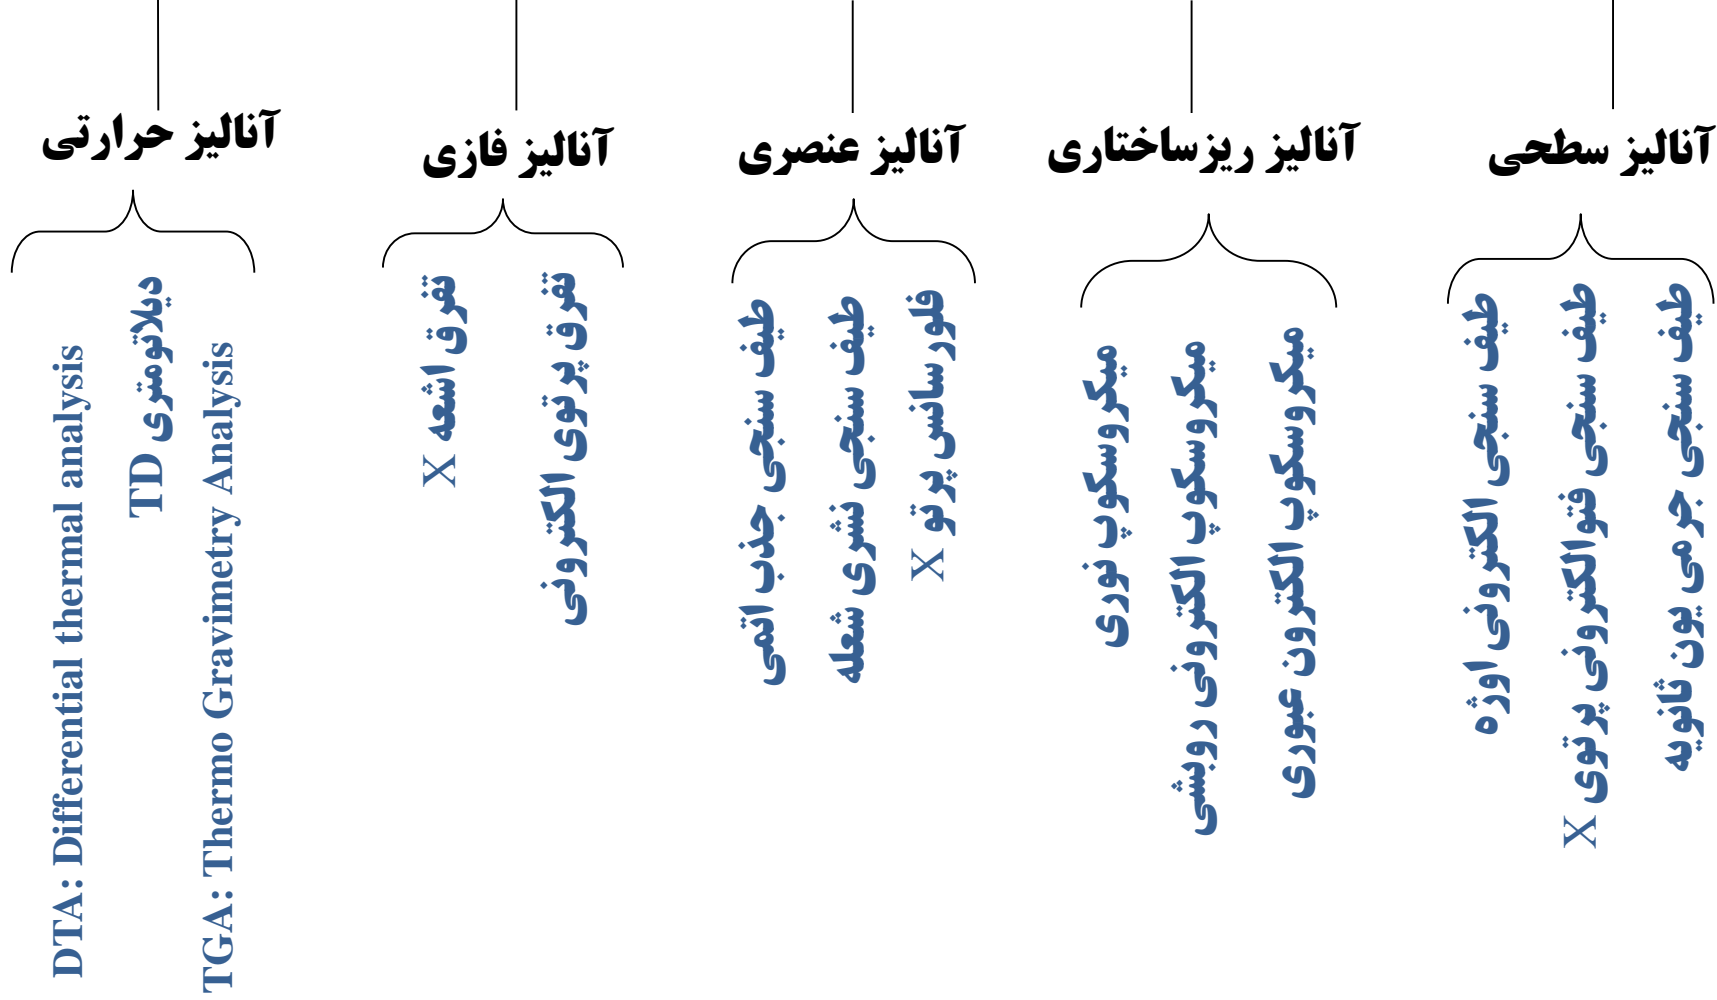 آنالیز سطحی
طیف سنجی جرمی یون ثانویه
طیف سنجی فتوالکترونی پرتوی X
طیف سنجی الکترونی اوژه
آنالیز ریزساختاری
میکروسکوپ الکترون عبوری
میکروسکوپ الکترونی روبشی
میکروسکوپ نوری
آنالیز عنصری
فلورسانس پرتو X
طیف سنجی نشری شعله
طیف سنجی جذب اتمی
آنالیز فازی
تفرق پرتوی الکترونی
تفرق اشعه X
آنالیز حرارتی
TGA: Thermo Gravimetry Analysis
دیلاتومتری TD
DTA: Differential thermal analysis